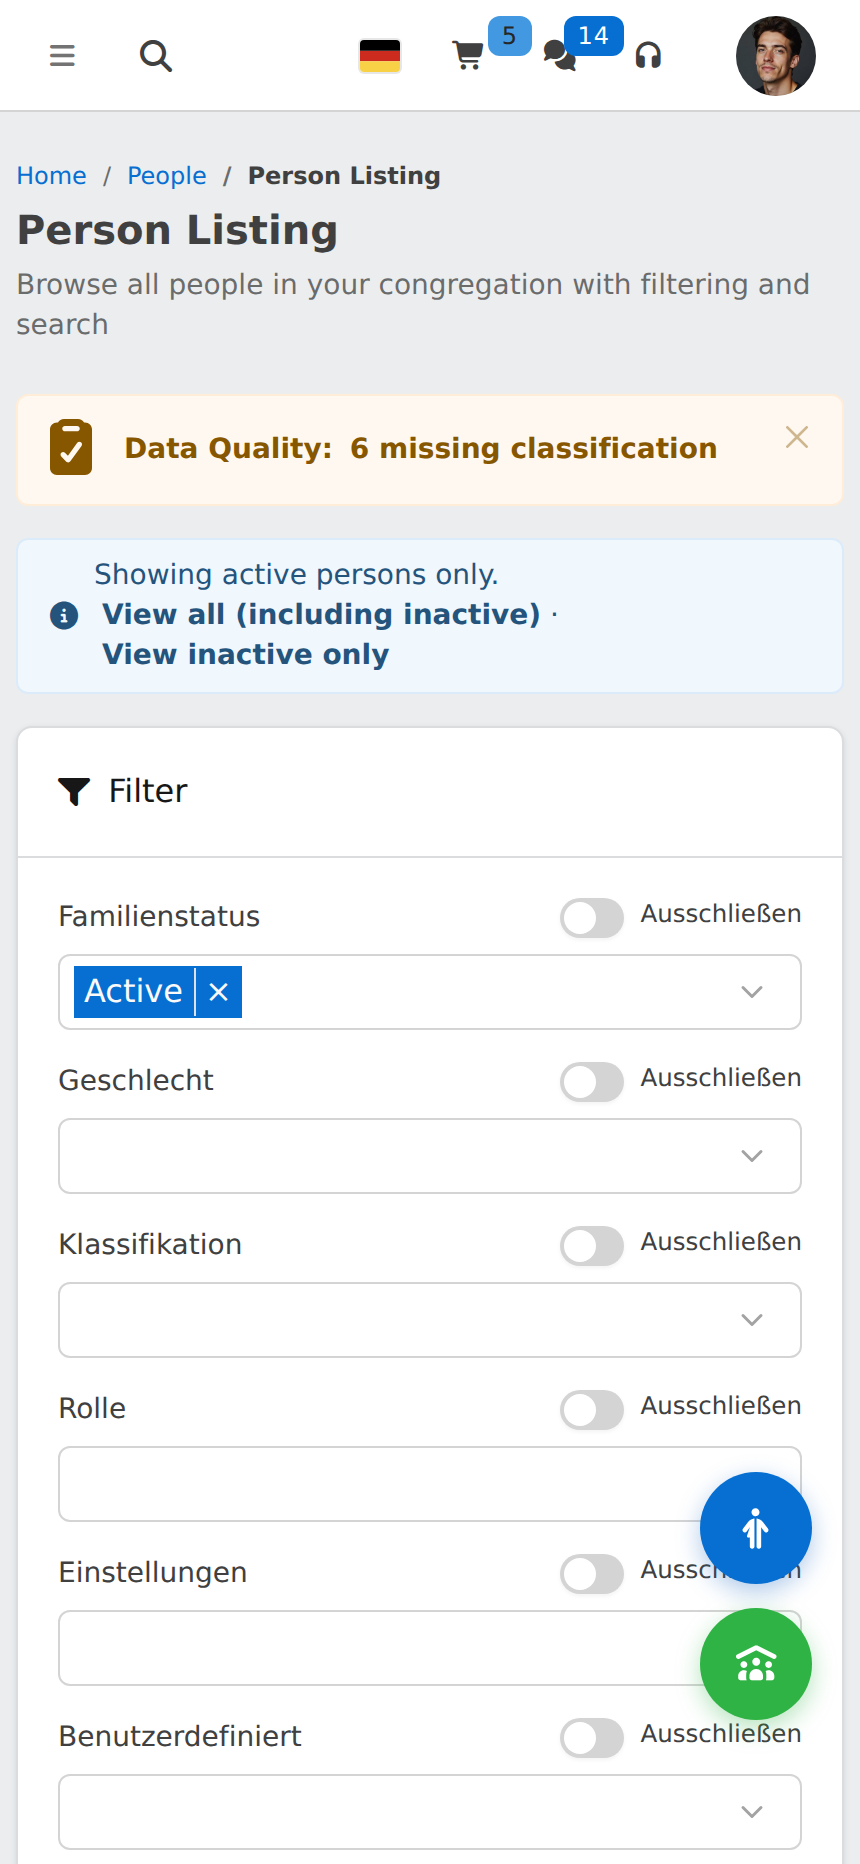 5
14
Home / People / Person Listing
Person Listing
Browse all people in your congregation with filtering and
search
Data Quality: 6 missing classification
Showing active persons only.
View all (including inactive) ·
View inactive only
Filter
Familienstatus Ausschließen
Active ×
Geschlecht Ausschließen
Klassifikation Ausschließen
Rolle Ausschließen
Einstellungen
Benutzerdefiniert Ausschließen